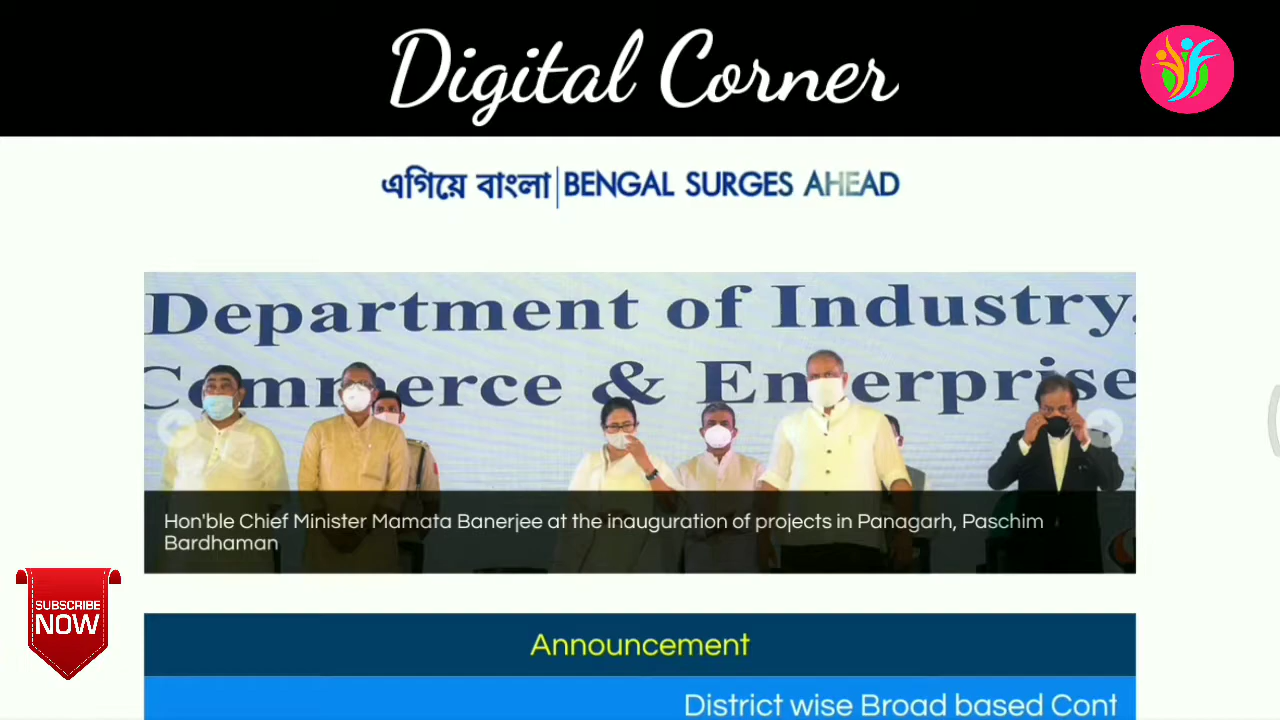 Digital Corner
এগিয়ে বাংলা BENGAL SURGES AHEAD
Department of Industry,
Commerce & Enterprise
Hon'ble Chief Minister Mamata Banerjee at the inauguration of projects in Panagarh, Paschim
Bardhaman
SUBSCRIBE
NOW
Announcement
District wise Broad based Cont